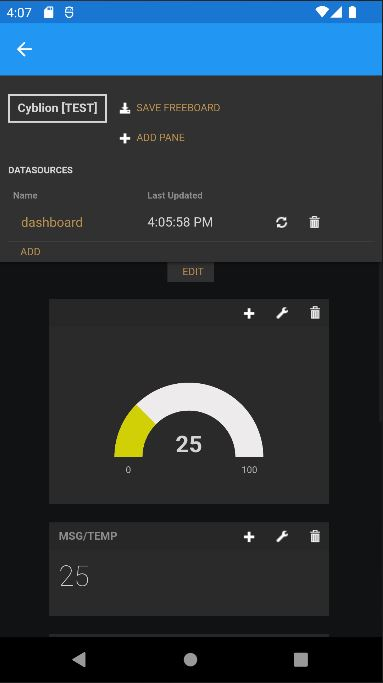 4:07
Cyblion [TEST]
SAVE FREEBOARD
ADD PANE
DATASOURCES
Name Last Updated
dashboard 4:05:58 PM
ADD
EDIT
25
0 100
MSG/TEMP
25